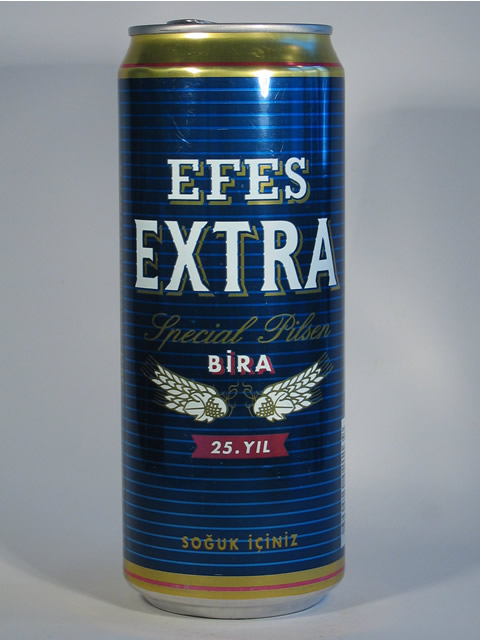 EFES
EXTRA
Special Pilsen
BİRA
25.YIL
SOĞUK İÇİNİZ